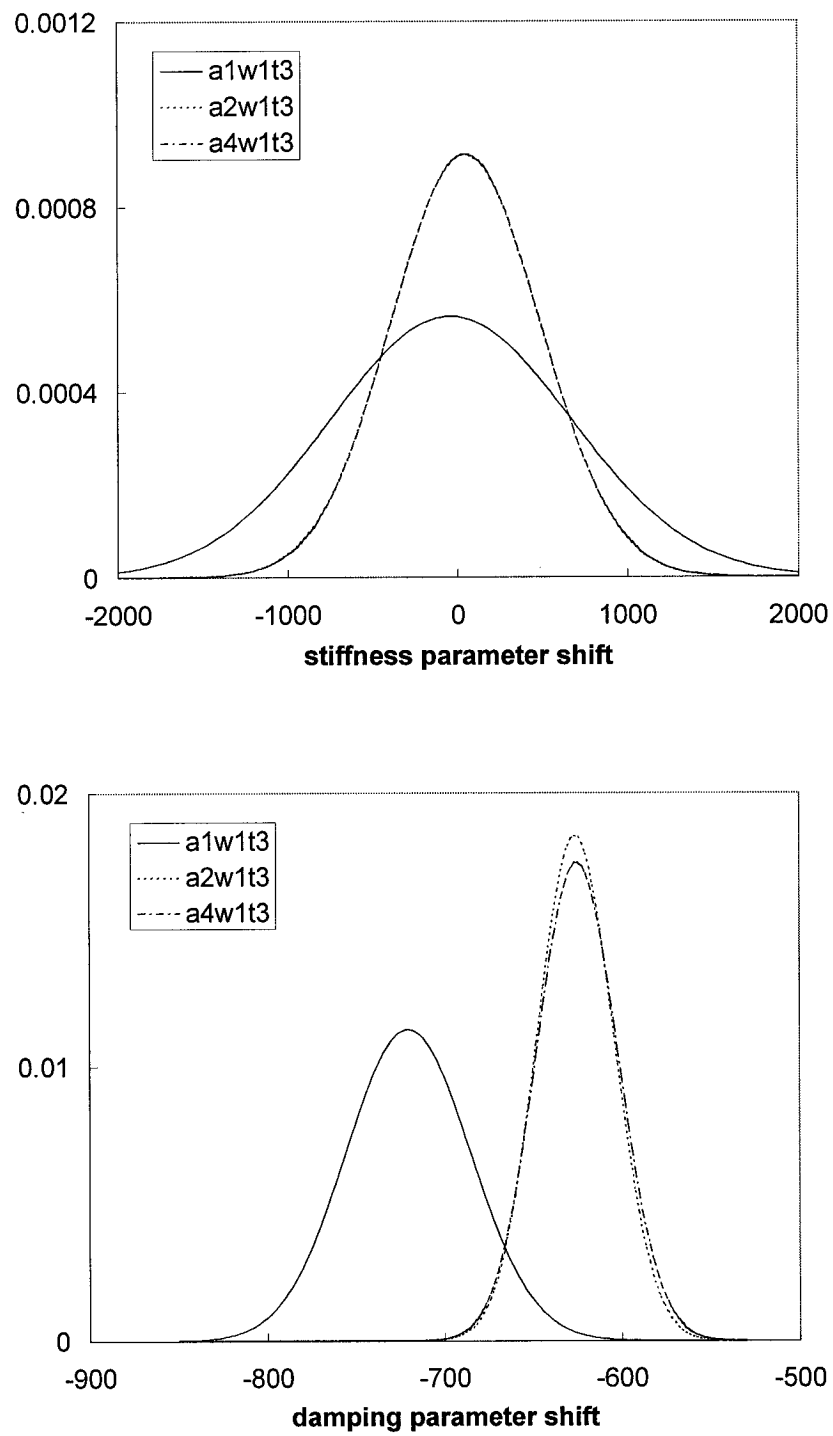 0.0012
a1w1t3
a2w1t3
a4w1t3
0.0008
0.0004
0
-2000 -1000 0 1000 2000
stiffness parameter shift
0.02
a1w1t3
a2w1t3
a4w1t3
0.01
0
-900 -800 -700 -600 -500
damping parameter shift